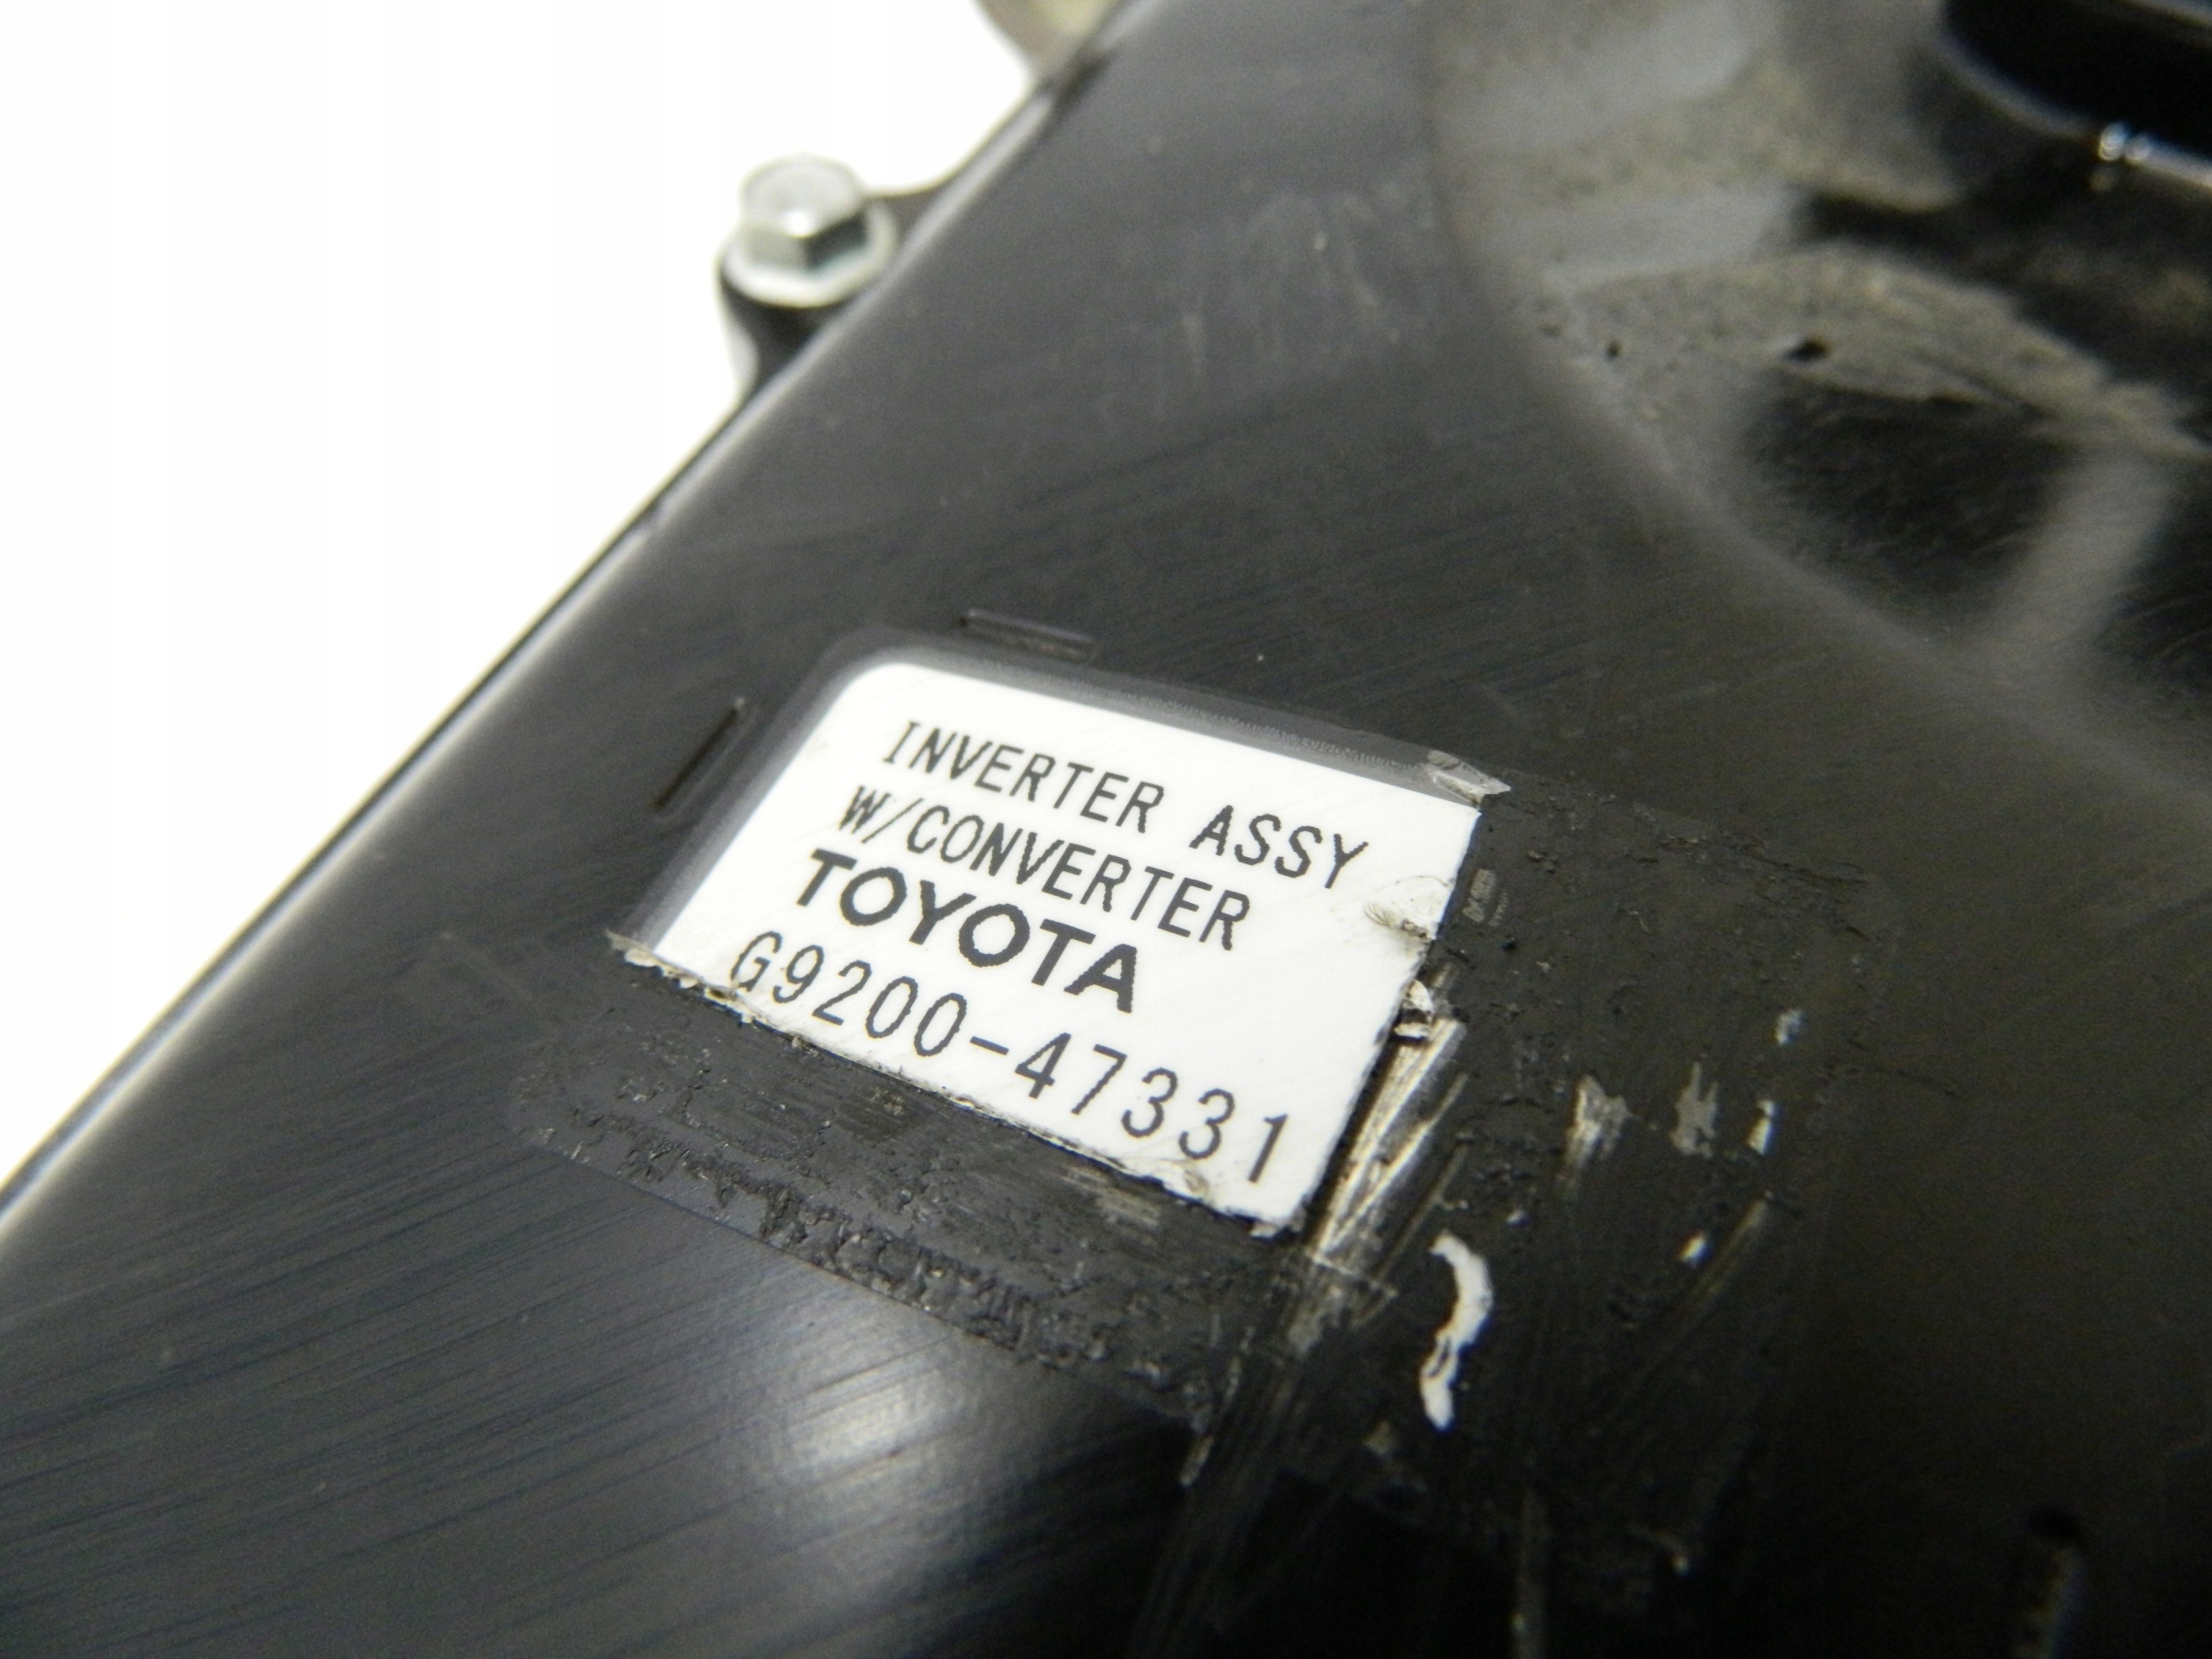 INVERTER ASSY
W/CONVERTER
TOYOTA
G9200-47331